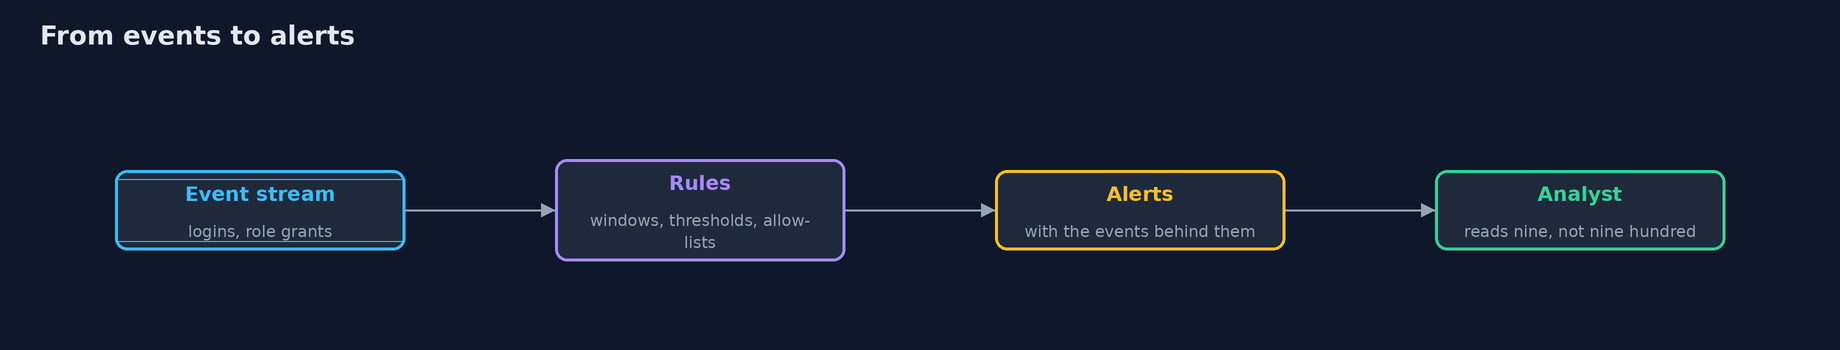 From events to alerts
Event stream
logins, role grants
Rules
windows, thresholds, allow-
lists
Alerts
with the events behind them
Analyst
reads nine, not nine hundred